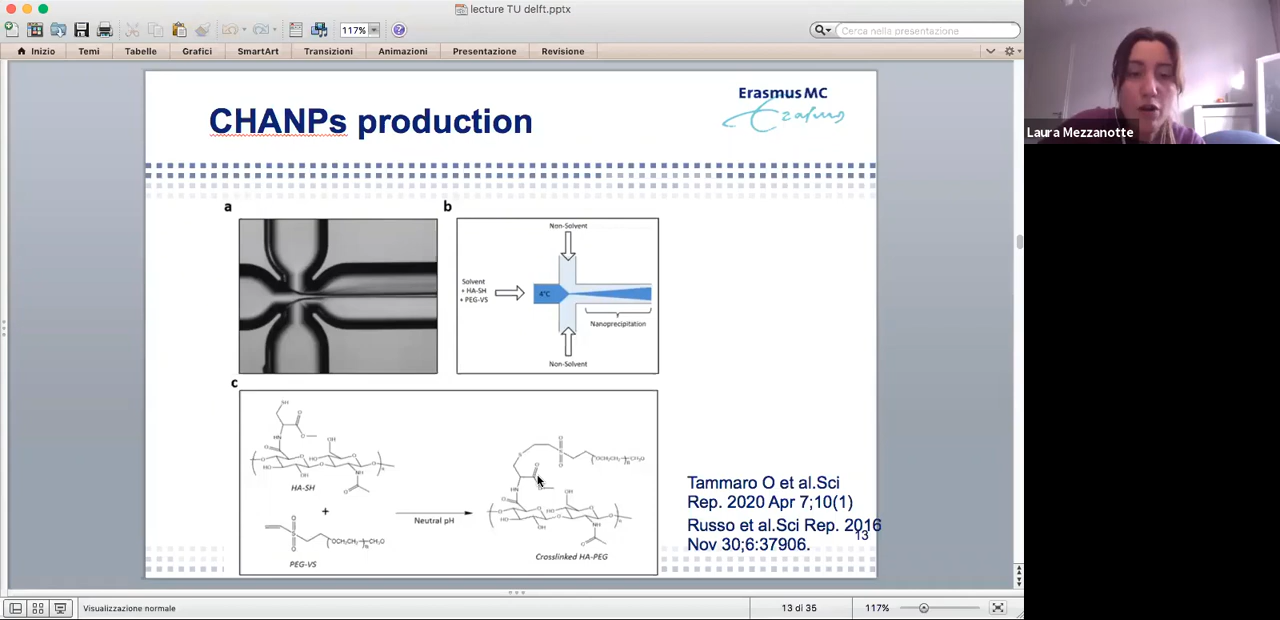 lecture TU delft.pptx
117%
Cerca nella presentazione
Inizio
Temi
Tabelle
Grafici
SmartArt
Transizioni
Animazioni
Presentazione
Revisione
CHANPs production
Erasmus MC
Erasmus
Laura Mezzanotte
a
b
Non-Solvent
Solvent
+ HA-SH
+ PEG-VS
4°C
Nanoprecipitation
Non-Solvent
c
HA-SH
+
PEG-VS
Neutral pH
Crosslinked HA-PEG
Tammaro O et al.Sci
Rep. 2020 Apr 7;10(1)
Russo et al.Sci Rep. 2016
Nov 30;6:37906.
13
Visualizzazione normale
13 di 35
117%